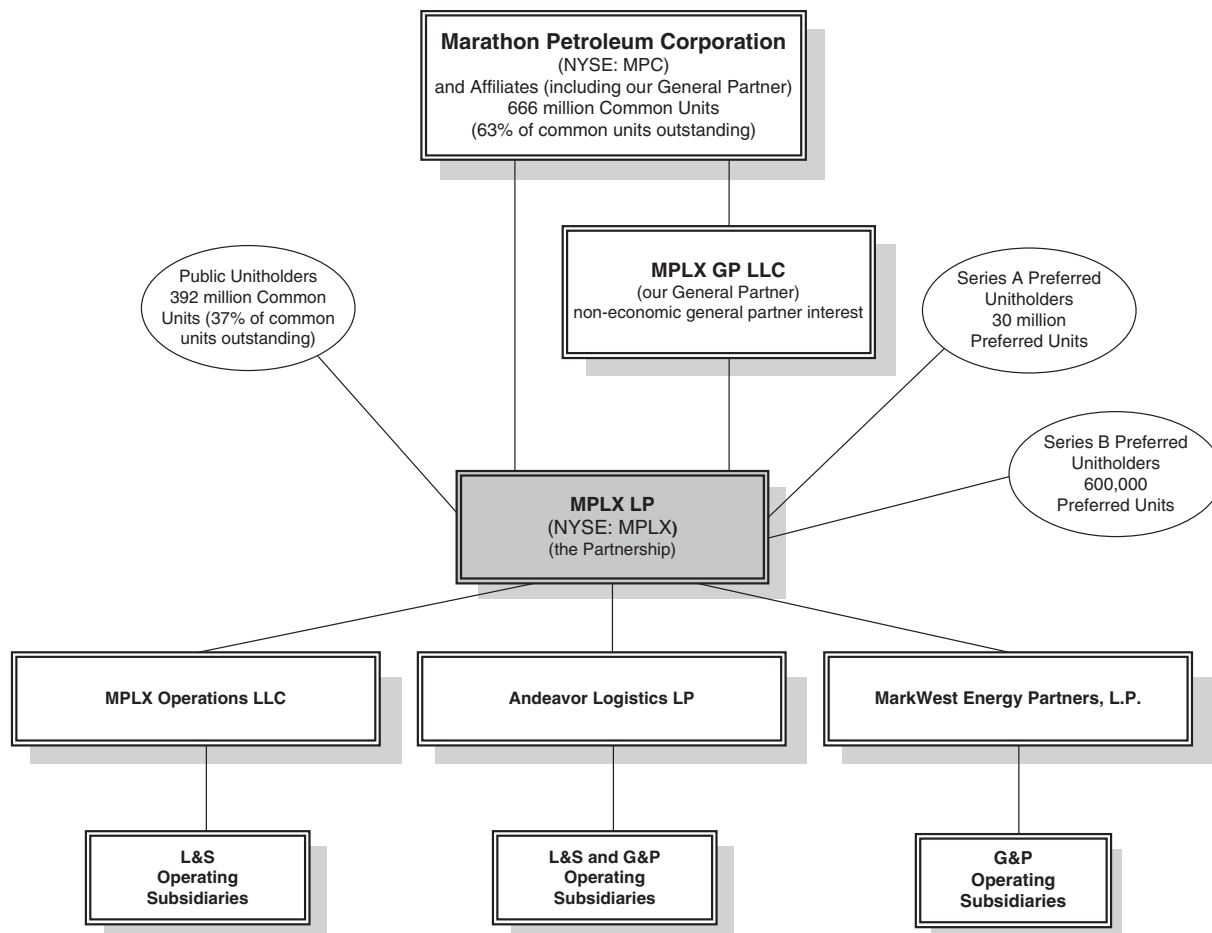 Marathon Petroleum Corporation
(NYSE: MPC)
and Affiliates (including our General Partner)
666 million Common Units
(63% of common units outstanding)
MPLX GP LLC
(our General Partner)
non-economic general partner interest
Public Unitholders
392 million Common
Units (37% of common
units outstanding)
Series A Preferred
Unitholders
30 million
Preferred Units
Series B Preferred
Unitholders
600,000
Preferred Units
MPLX LP
(NYSE: MPLX)
(the Partnership)
MPLX Operations LLC
Andeavor Logistics LP
MarkWest Energy Partners, L.P.
L&S
Operating
Subsidiaries
L&S and G&P
Operating
Subsidiaries
G&P
Operating
Subsidiaries